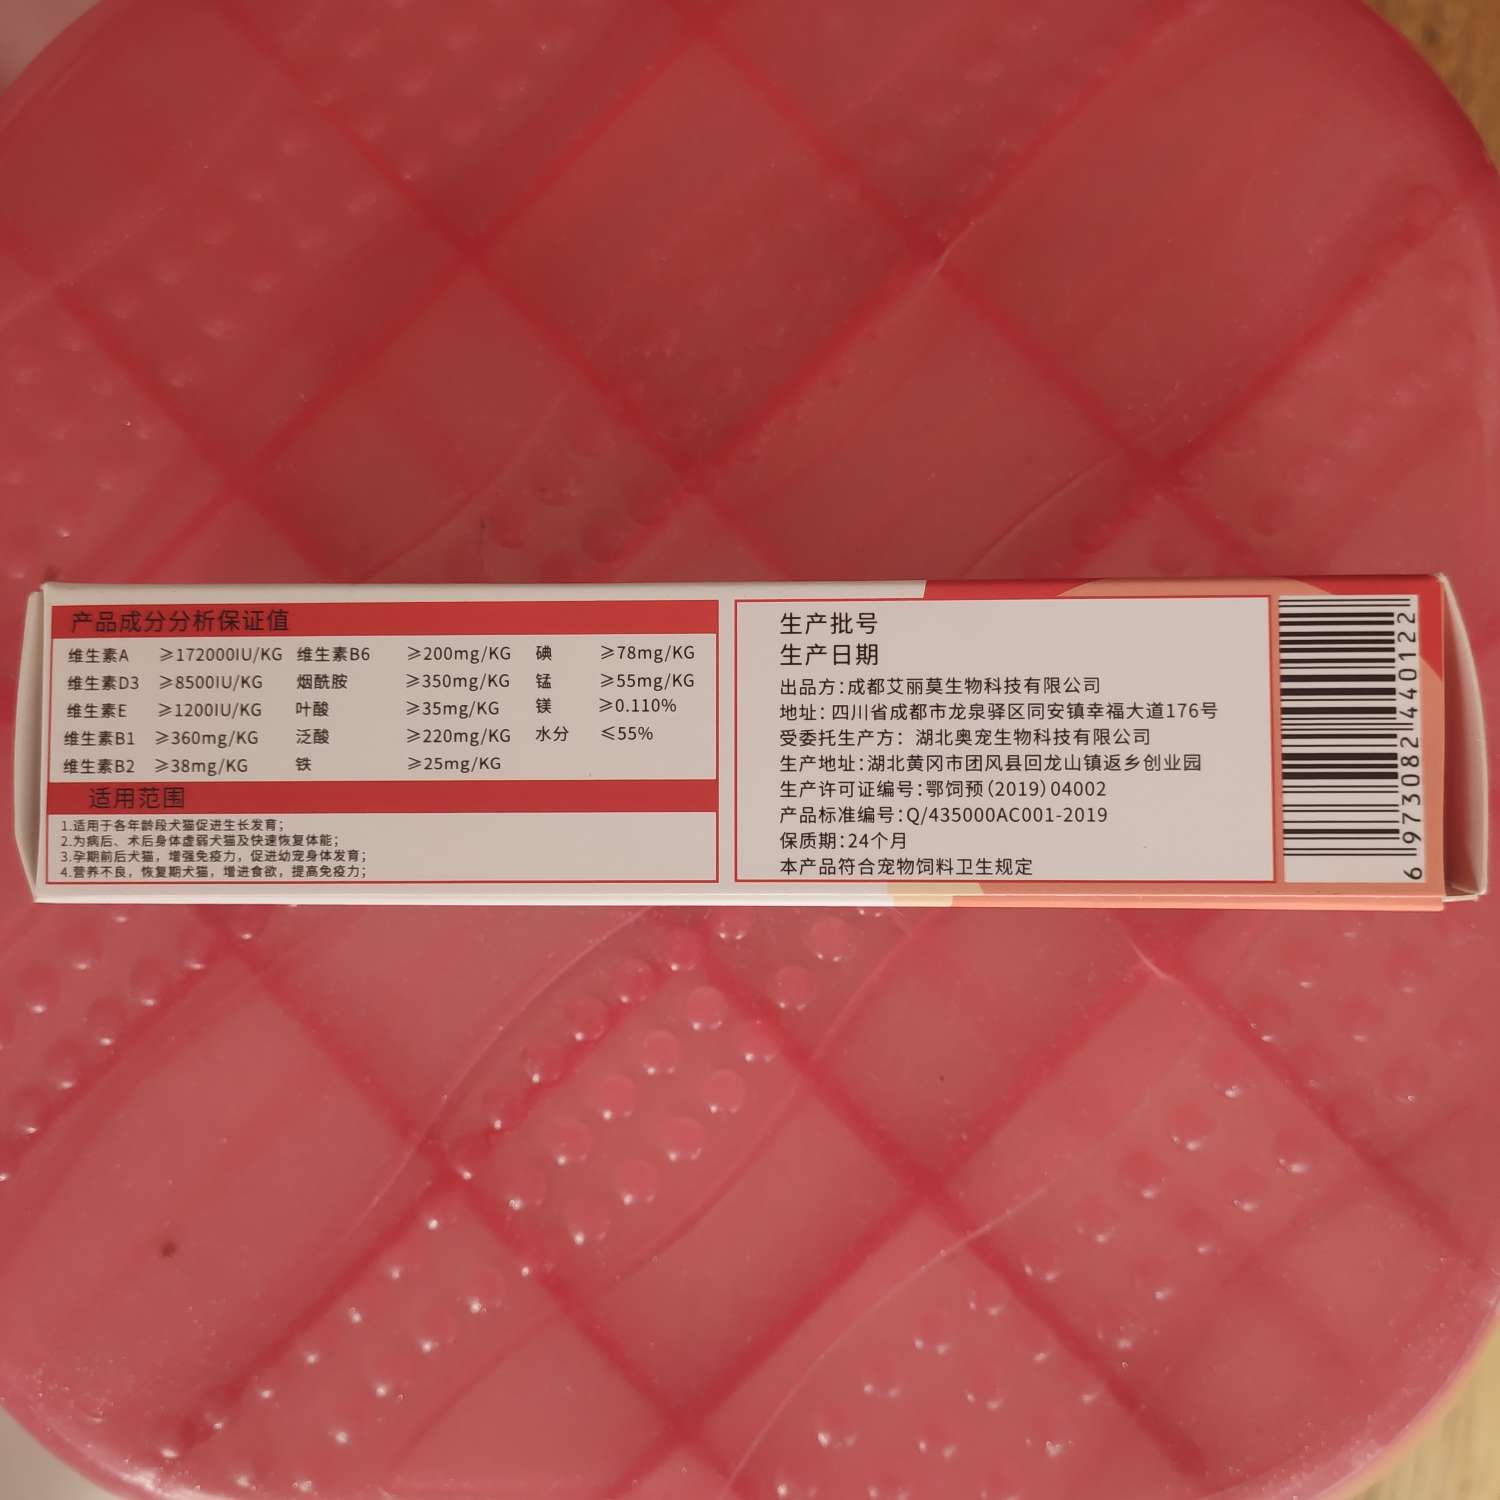 产品成分分析保证值
维生素A ≥172000IU/KG 维生素B6 ≥200mg/KG 碘 ≥78mg/KG
维生素D3 ≥8500IU/KG 烟酰胺 ≥350mg/KG 锰 ≥55mg/KG
维生素E ≥1200IU/KG 叶酸 ≥35mg/KG 镁 ≥0.110%
维生素B1 ≥360mg/KG 泛酸 ≥220mg/KG 水分 ≤55%
维生素B2 ≥38mg/KG 铁 ≥25mg/KG
适用范围
1.适用于各年龄段犬猫促进生长发育；
2.为病后、术后身体虚弱犬猫及快速恢复体能；
3.孕期前后犬猫，增强免疫力，促进幼宠身体发育；
4.营养不良，恢复期犬猫，增进食欲，提高免疫力；
生产批号
生产日期
出品方：成都艾丽莫生物科技有限公司
地址：四川省成都市龙泉驿区同安镇幸福大道176号
受委托生产方：湖北奥宠生物科技有限公司
生产地址：湖北黄冈市团风县回龙山镇返乡创业园
生产许可证编号：鄂饲预（2019）04002
产品标准编号：Q/435000AC001-2019
保质期：24个月
本产品符合宠物饲料卫生规定
6973082440122